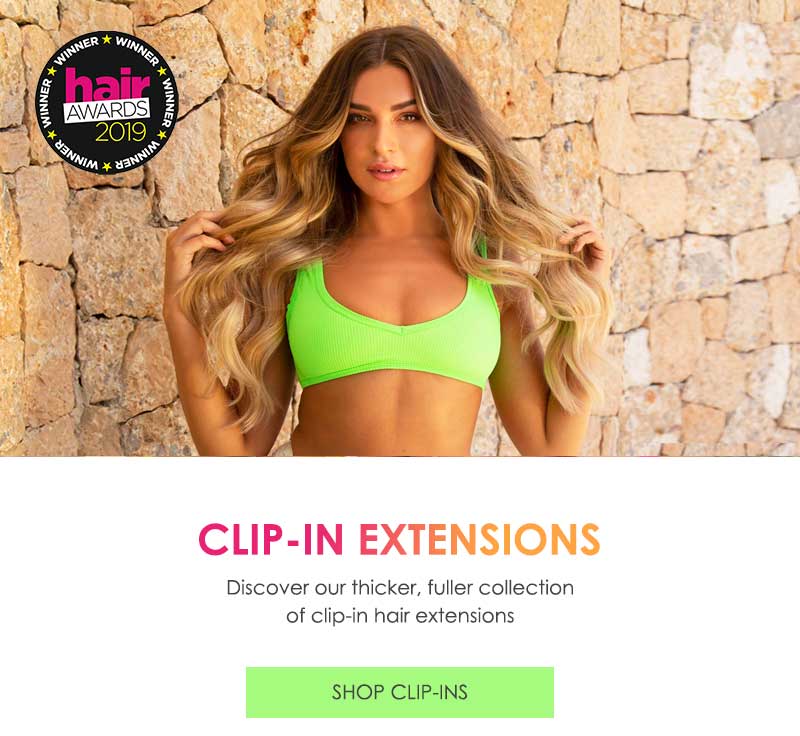 WINNER ★ WINNER ★ WINNER ★ WINNER ★ WINNER ★ WINNER ★
hair
AWARDS
2019
CLIP-IN EXTENSIONS
Discover our thicker, fuller collection
of clip-in hair extensions
SHOP CLIP-INS